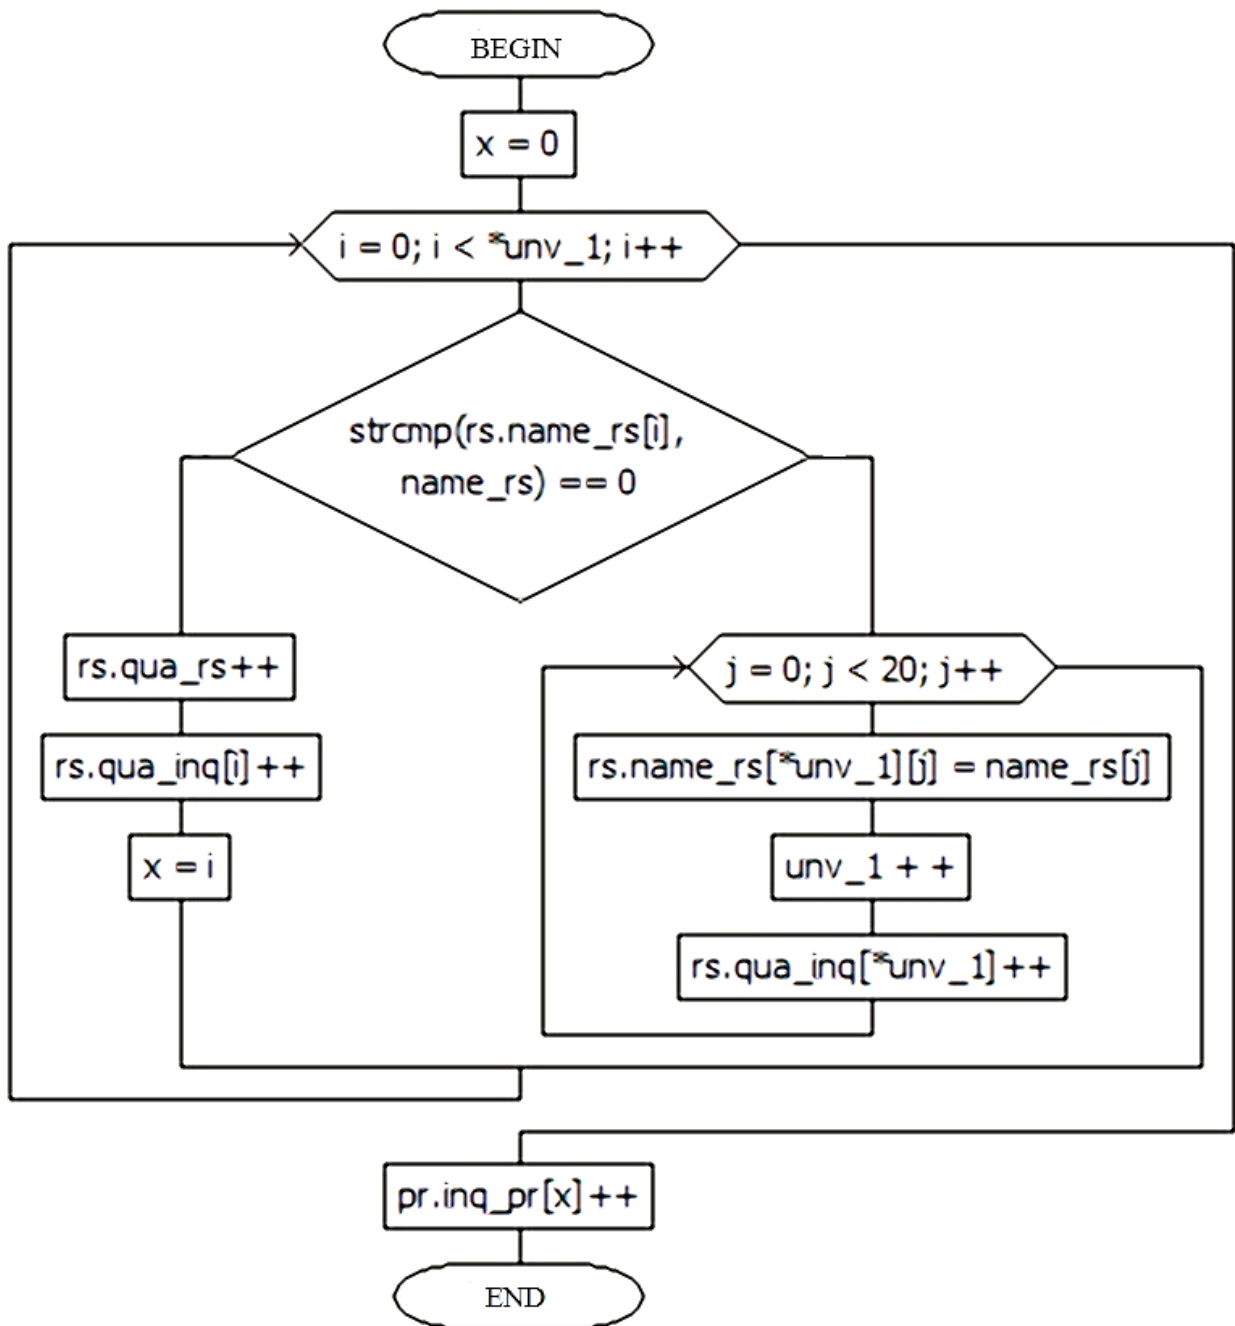 BEGIN
x = 0
i = 0; i < *unv_1; i++
strcmp(rs.name_rs[i],
name_rs) == 0
rs.qua_rs++
rs.qua_inq[i]++
x = i
j = 0; j < 20; j++
rs.name_rs[*unv_1][j] = name_rs[j]
unv_1 + +
rs.qua_inq[*unv_1]++
pr.inq_pr[x]++
END